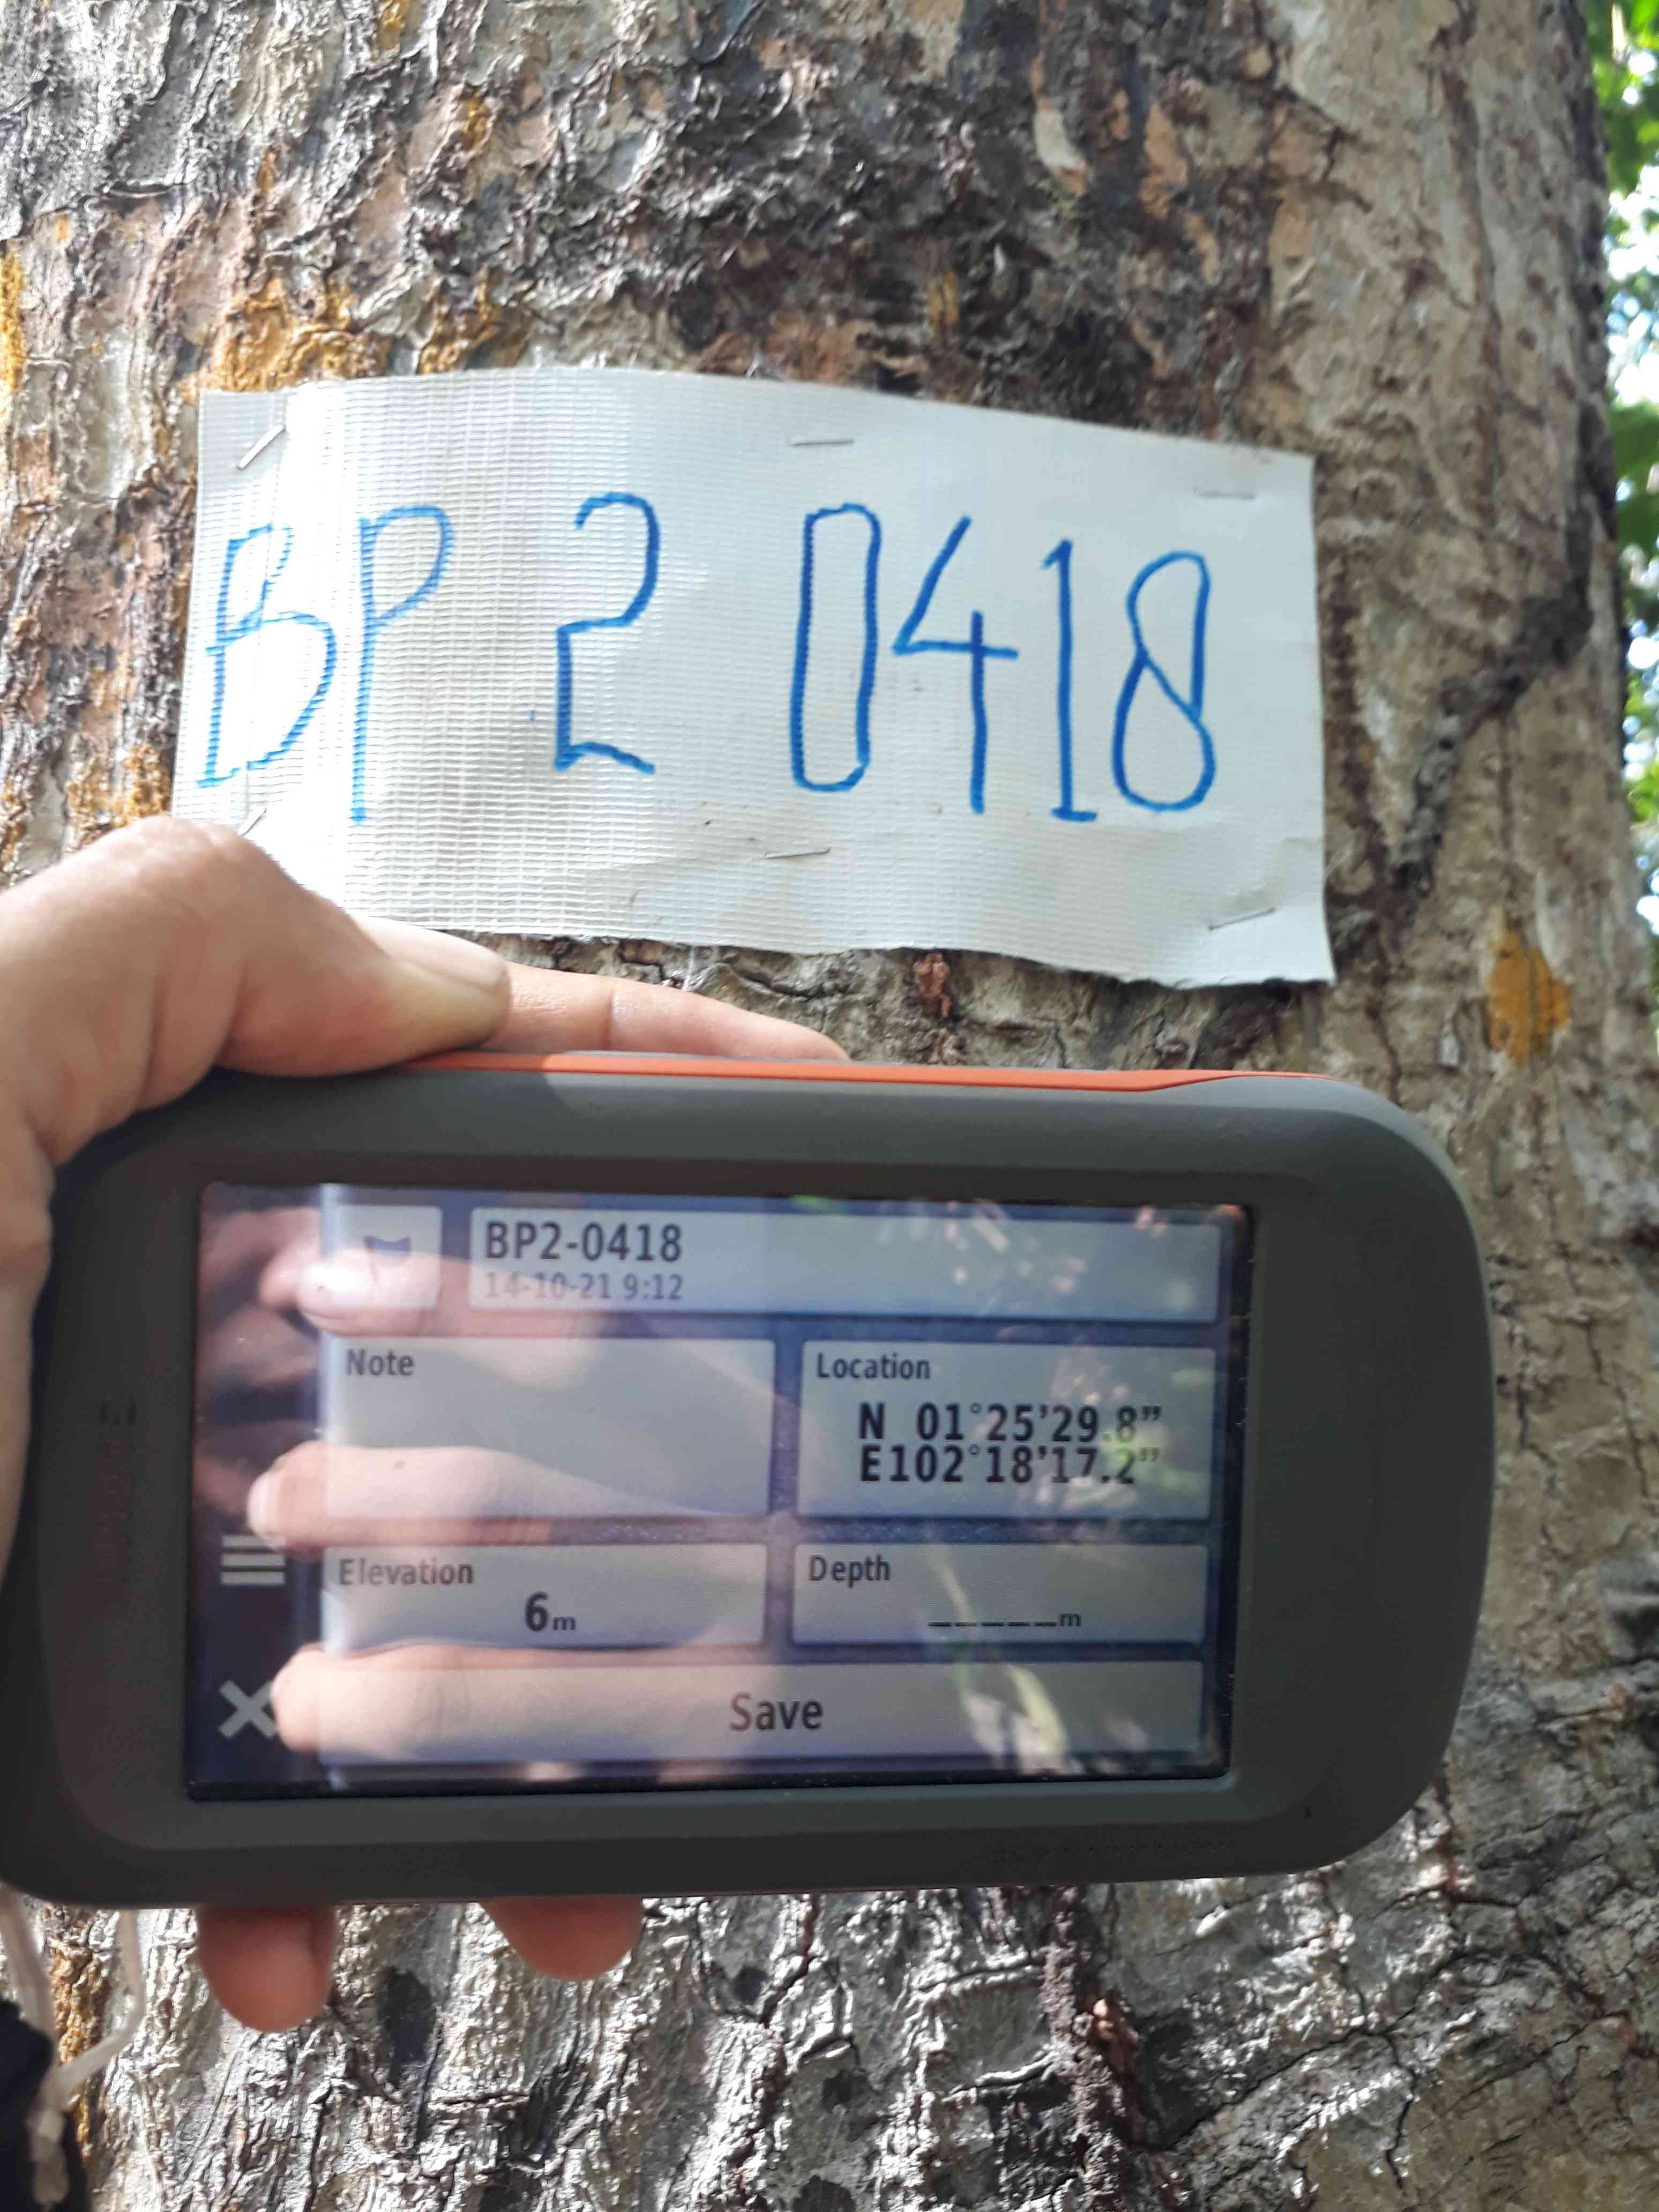 BP 2 0418
BP2-0418
14-10-21 9:12
Note
Location
N 01°25'29.8"
E102°18'17.2"
Elevation
6m
Depth
_____m
Save